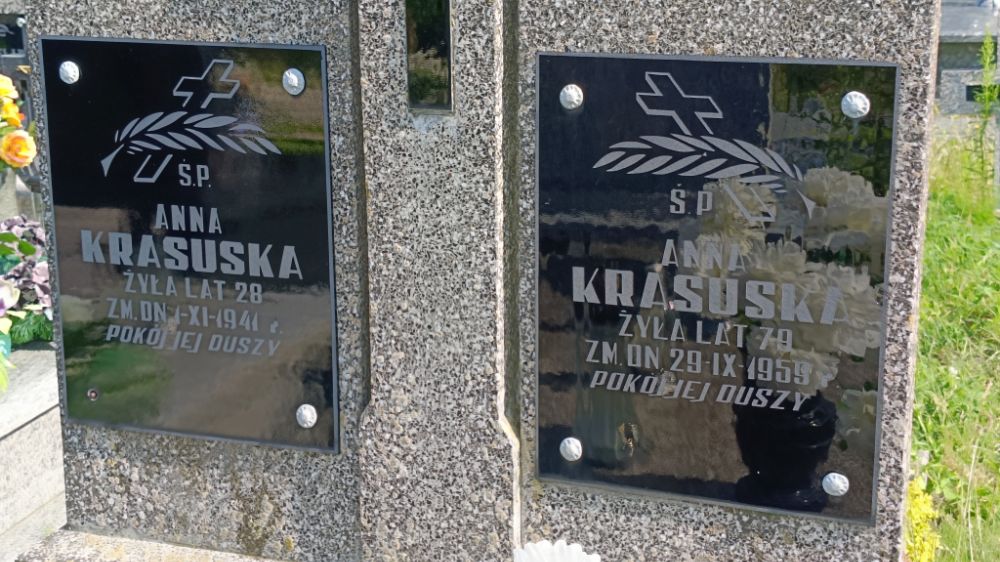 Ś.P.
ANNA
KRASUSKA
ŻYŁA LAT 28
ZM. DN 1-XI-1941 r.
POKÓJ JEJ DUSZY
Ś.P
ANNA
KRASUSKA
ŻYŁA LAT 79
ZM. DN 29-IX-1959 r.
POKÓJ JEJ DUSZY